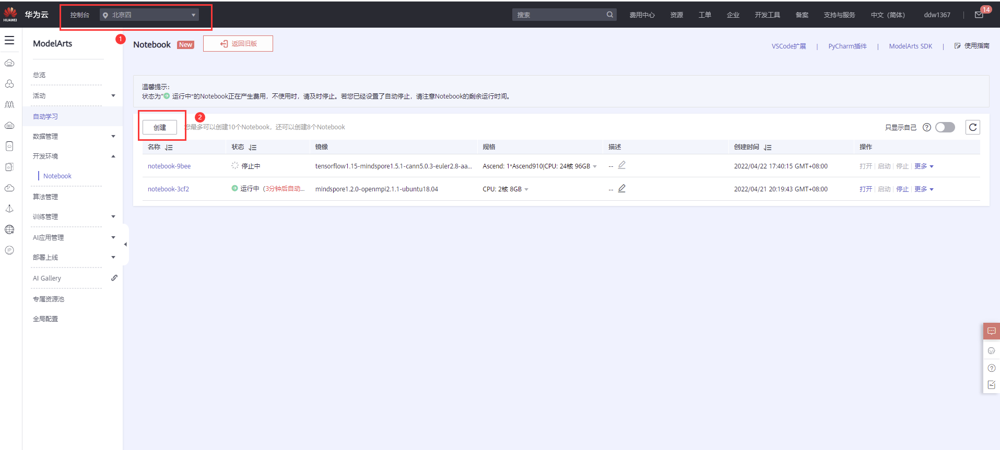 HUAWEI
华为云
控制台
北京四
搜索
费用中心
资源
工单
企业
开发工具
备案
支持与服务
中文（简体）
ddw1367
14
ModelArts
1
Notebook New
返回旧版
VSCode扩展 | PyCharm插件 | ModelArts SDK | 使用指南
总览
活动
自动学习
数据管理
开发环境
Notebook
算法管理
训练管理
AI应用管理
部署上线
AI Gallery
专属资源池
全局配置
温馨提示：
状态为“运行中”的Notebook正在产生费用，不使用时，请及时停止。若您已经设置了自动停止，请注意Notebook的剩余运行时间。
创建
2
您最多可以创建10个Notebook，还可以创建8个Notebook
只显示自己
名称 状态 镜像 规格 描述 创建时间 操作
notebook-9bee 停止中 tensorflow1.15-mindspore1.5.1-cann5.0.3-euler2.8-aa... Ascend: 1*Ascend910|CPU: 24核 96GB -- 2022/04/22 17:40:15 GMT+08:00 打开 | 启动 | 停止 | 更多
notebook-3cf2 运行中（3分钟后自动... mindspore1.2.0-openmpi2.1.1-ubuntu18.04 CPU: 2核 8GB -- 2022/04/21 20:19:43 GMT+08:00 打开 | 启动 | 停止 | 更多
IP